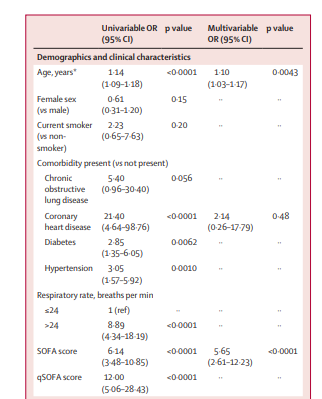 Univariable OR p value Multivariable p value
(95% CI) OR (95% CI)
Demographics and clinical characteristics
Age, years* 1·14 <0·0001 1·10 0·0043
(1·09–1·18) (1·03–1·17)
Female sex 0·61 0·15 ·· ··
(vs male) (0·31–1·20)
Current smoker 2·23 0·20 ·· ··
(vs non- (0·65–7·63)
smoker)
Comorbidity present (vs not present)
Chronic 5·40 0·056 ·· ··
obstructive (0·96–30·40)
lung disease
Coronary 21·40 <0·0001 2·14 0·48
heart disease (4·64–98·76) (0·26–17·79)
Diabetes 2·85 0·0062 ·· ··
(1·35–6·05)
Hypertension 3·05 0·0010 ·· ··
(1·57–5·92)
Respiratory rate, breaths per min
≤24 1 (ref) ·· ·· ··
>24 8·89 <0·0001 ·· ··
(4·34–18·19)
SOFA score 6·14 <0·0001 5·65 <0·0001
(3·48–10·85) (2·61–12·23)
qSOFA score 12·00 <0·0001 ·· ··
(5·06–28·43)